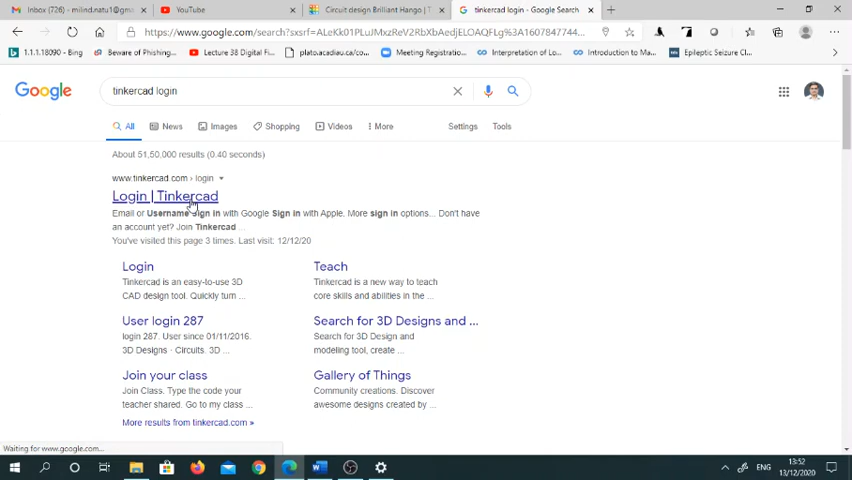 Inbox (726) - milind.natu1@gma
YouTube
Circuit design Brilliant Hango | T
tinkercad login - Google Search
https://www.google.com/search?sxsrf=ALeKk01PLuJMxzReV2RbXbAedjELOAQFLg%3A1607847777...
1.1.1.18090 - Bing
Beware of Phishing...
Lecture 38 Digital Fi...
plato.acadiau.ca/co...
Meeting Registratio...
Interpretation of Lo...
Introduction to Ma...
Epileptic Seizure Cl...
Google
tinkercad login
All
News
Images
Shopping
Videos
More
Settings
Tools
About 51,50,000 results (0.40 seconds)
www.tinkercad.com › login
Login | Tinkercad
Email or Username Sign in with Google Sign in with Apple. More sign in options... Don't have
an account yet? Join Tinkercad ...
You've visited this page 3 times. Last visit: 12/12/20
Login
Tinkercad is an easy-to-use 3D
CAD design tool. Quickly turn ...
Teach
Tinkercad is a new way to teach
core skills and abilities in the ...
User login 287
login 287. User since 01/11/2016.
3D Designs · Circuits. 3D ...
Search for 3D Designs and ...
Search for 3D Design and
modeling tool, create ...
Join your class
Join Class. Type the code your
teacher shared. Go to my class ...
Gallery of Things
Community creations. Discover
awesome designs created by ...
More results from tinkercad.com »
Waiting for www.google.com...
ENG
13:52
13/12/2020